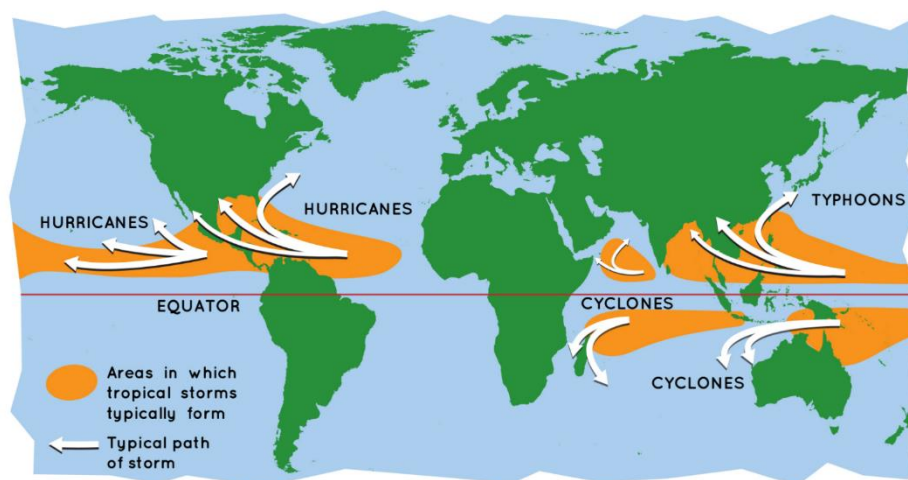 HURRICANES
HURRICANES
TYPHOONS
EQUATOR
CYCLONES
CYCLONES
Areas in which
tropical storms
typically form
Typical path
of storm